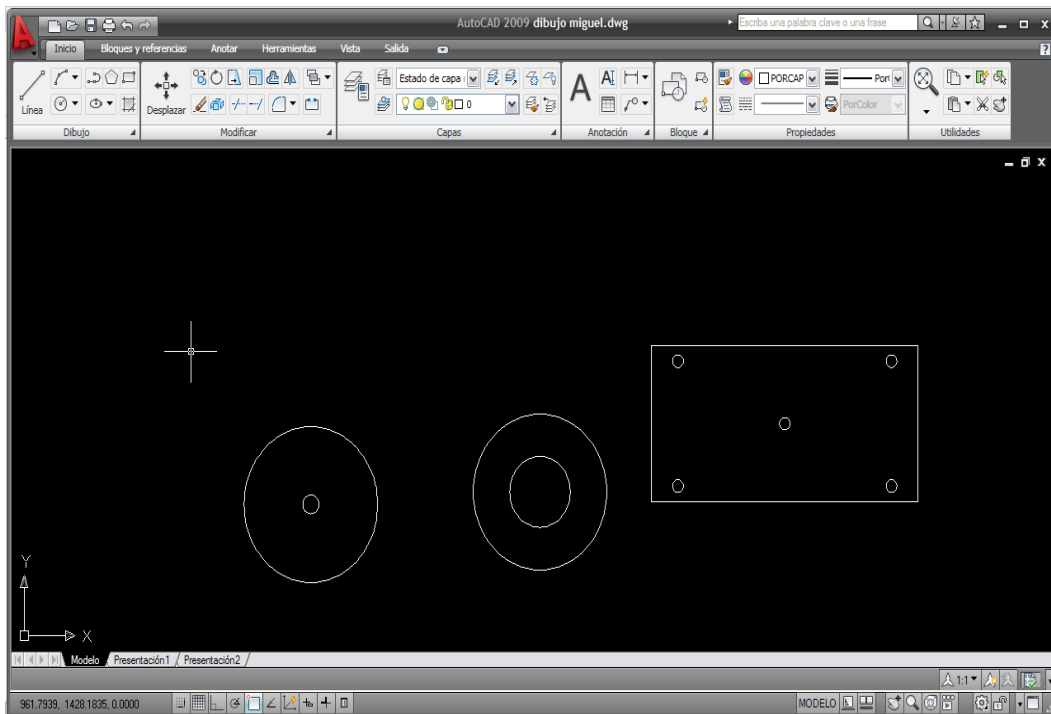 AutoCAD 2009 dibujo miguel.dwg
Escriba una palabra clave o una frase
Inicio Bloques y referencias Anotar Herramientas Vista Salida
Línea
Desplazar
Estado de capa
0
A
PORCAP
Por
PorColor
Dibujo Modificar Capas Anotación Bloque Propiedades Utilidades
Y
X
Modelo Presentación1 Presentación2
1:1
961.7939, 1428.1835, 0.0000
MODELO